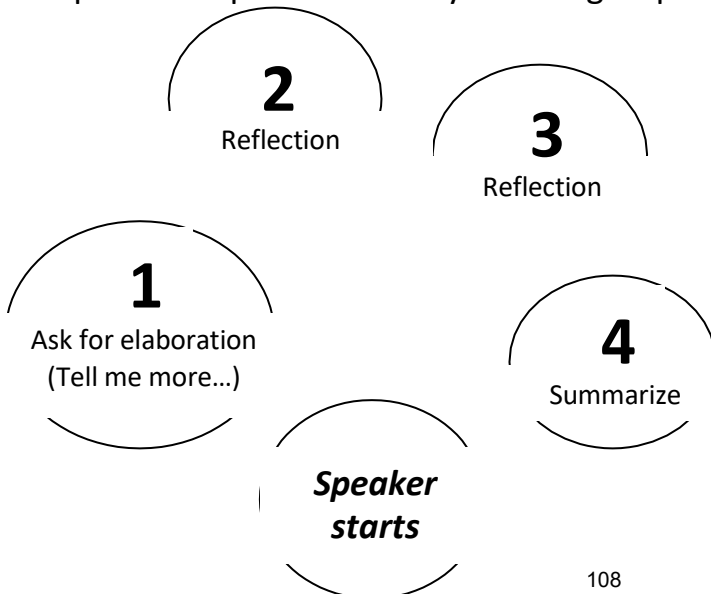 2
Reflection
3
Reflection
1
Ask for elaboration
(Tell me more…)
4
Summarize
Speaker
starts
108